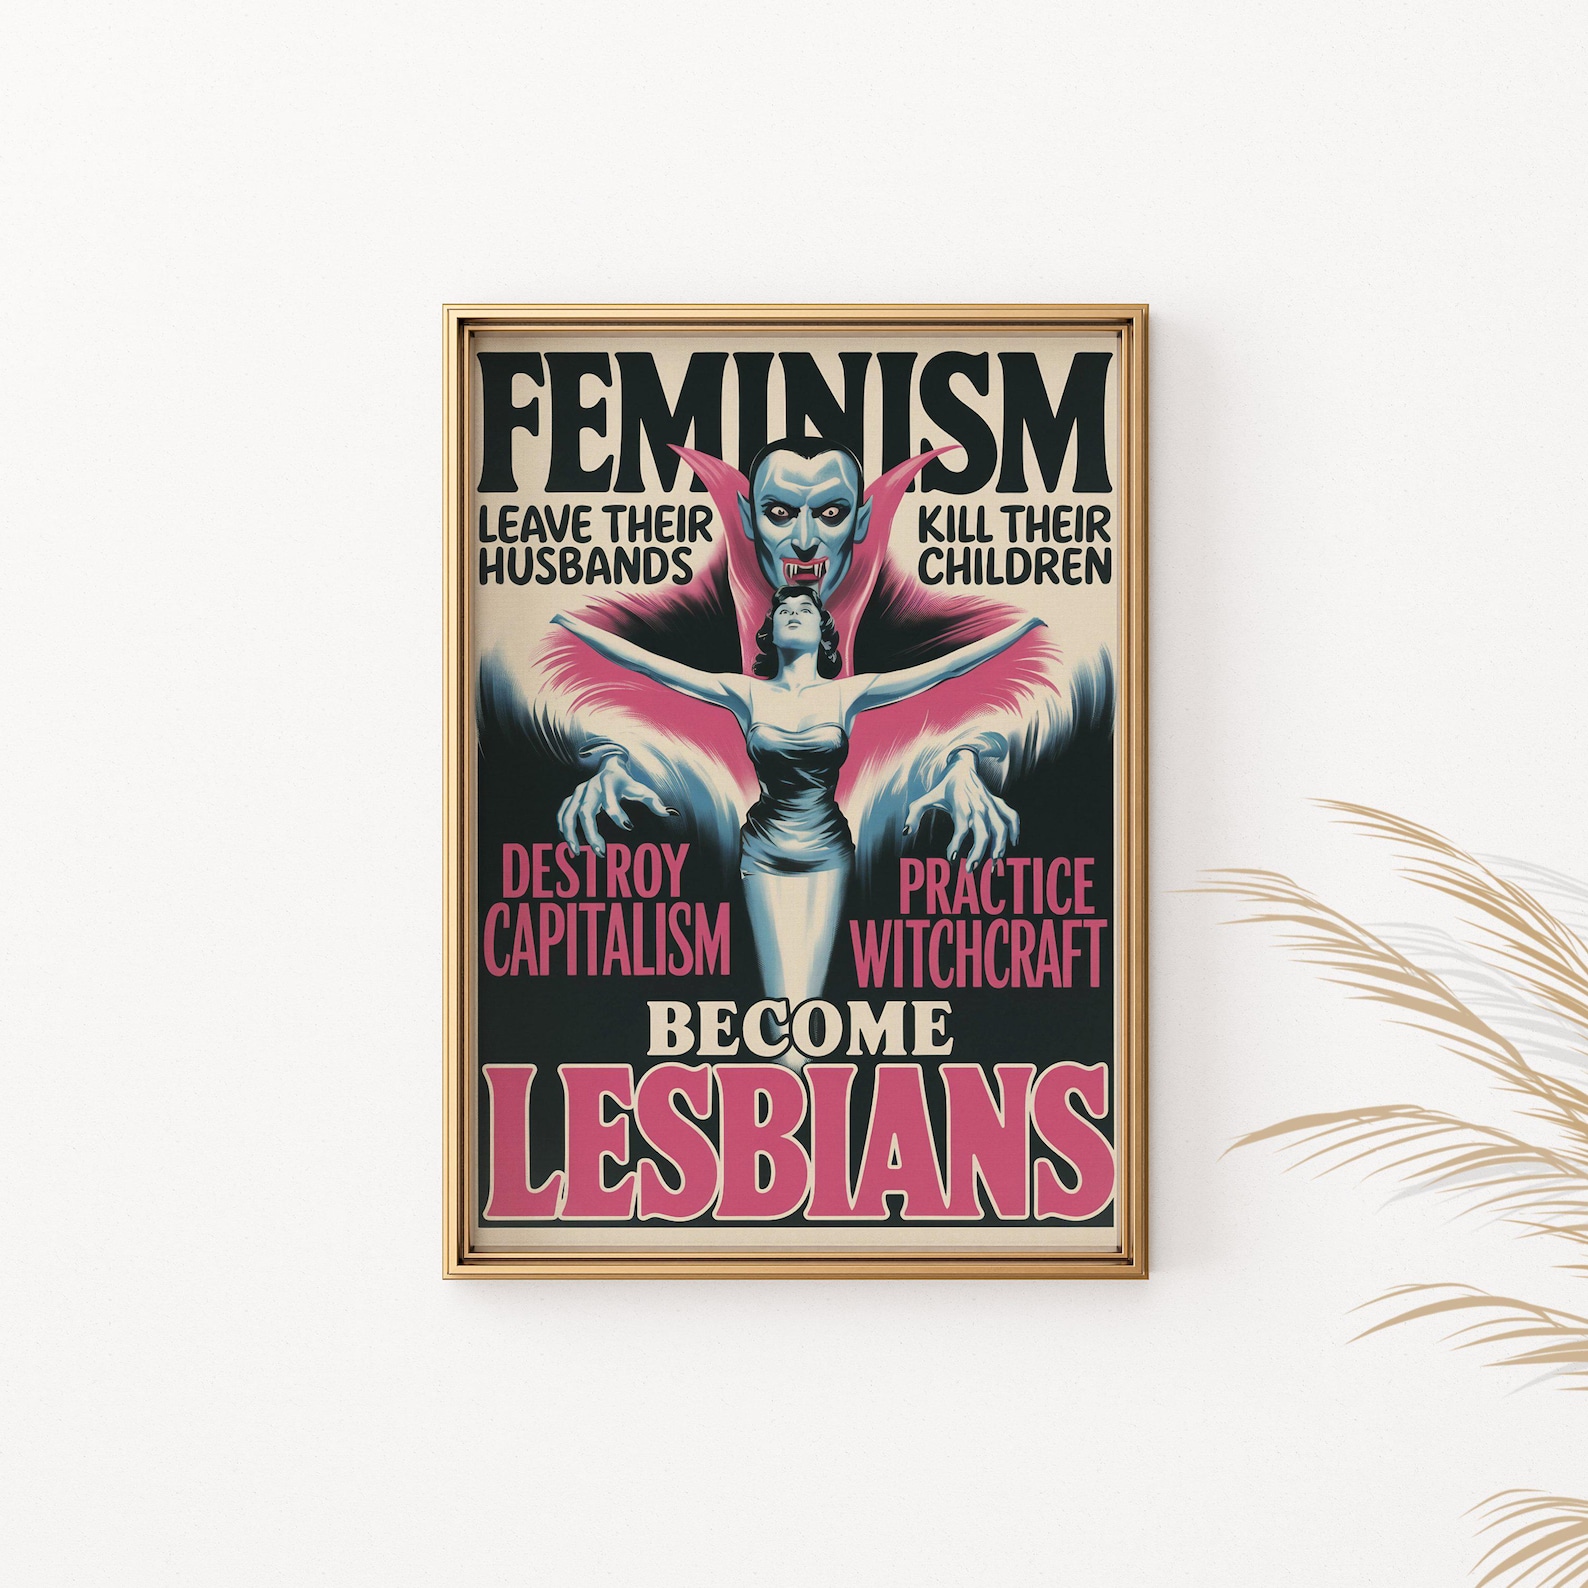 FEMINISM
LEAVE THEIR
HUSBANDS
KILL THEIR
CHILDREN
DESTROY
CAPITALISM
PRACTICE
WITCHCRAFT
BECOME
LESBIANS